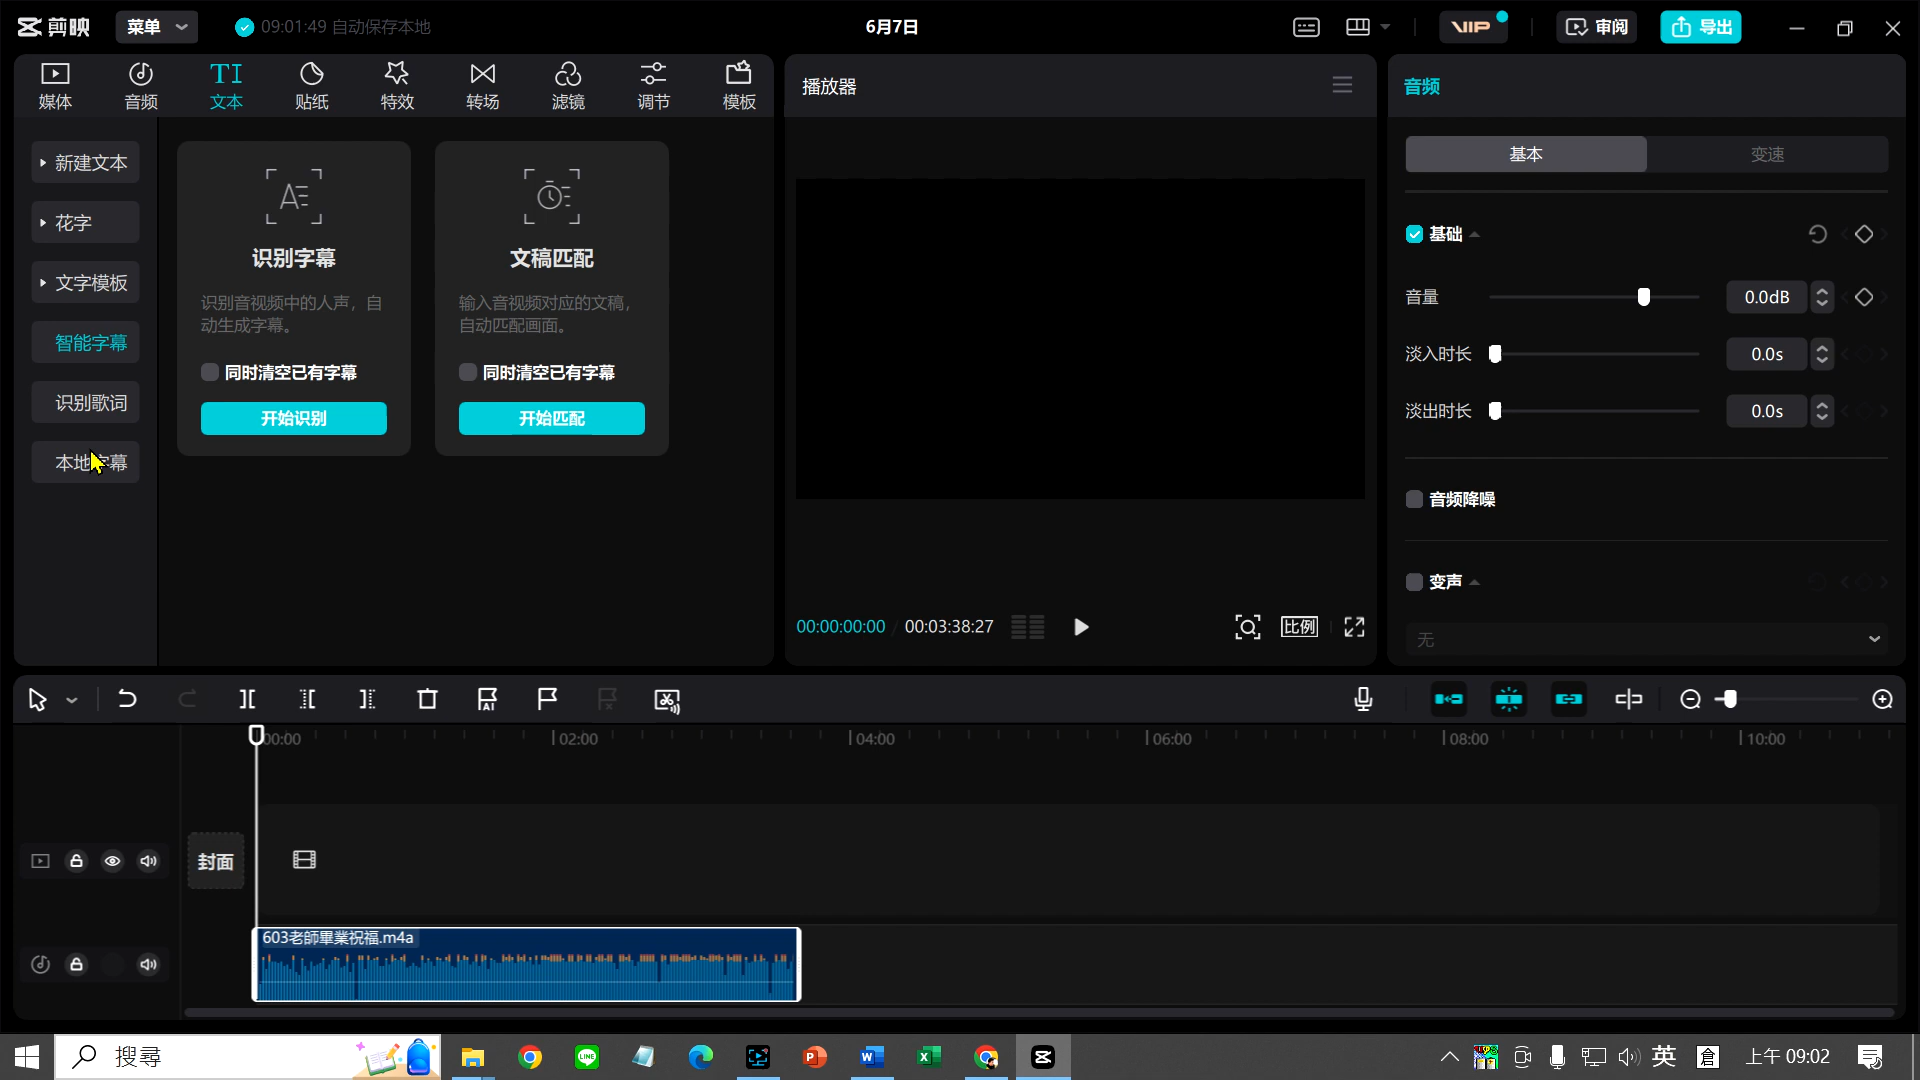 剪映
菜单
09:01:49 自动保存本地
6月7日
VIP
审阅
导出
媒体
音频
TI
文本
贴纸
特效
转场
滤镜
调节
模板
新建文本
花字
文字模板
智能字幕
识别歌词
本地字幕
A
识别字幕
识别音视频中的人声，自
动生成字幕。
同时清空已有字幕
开始识别
文稿匹配
输入音视频对应的文稿，
自动匹配画面。
同时清空已有字幕
开始匹配
播放器
00:00:00:00 / 00:03:38:27
比例
音频
基本
变速
基础
音量
0.0dB
淡入时长
0.0s
淡出时长
0.0s
音频降噪
变声
无
AI
00:00
02:00
04:00
06:00
08:00
10:00
封面
603老師畢業祝福.m4a
搜尋
LINE
英
倉
上午 09:02